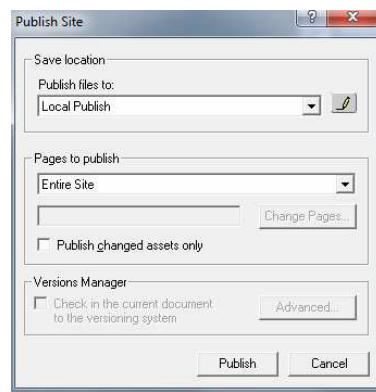 Publish Site
Save location
Publish files to:
Local Publish
Pages to publish
Entire Site
Change Pages...
Publish changed assets only
Versions Manager
Check in the current document
to the versioning system
Advanced...
Publish
Cancel